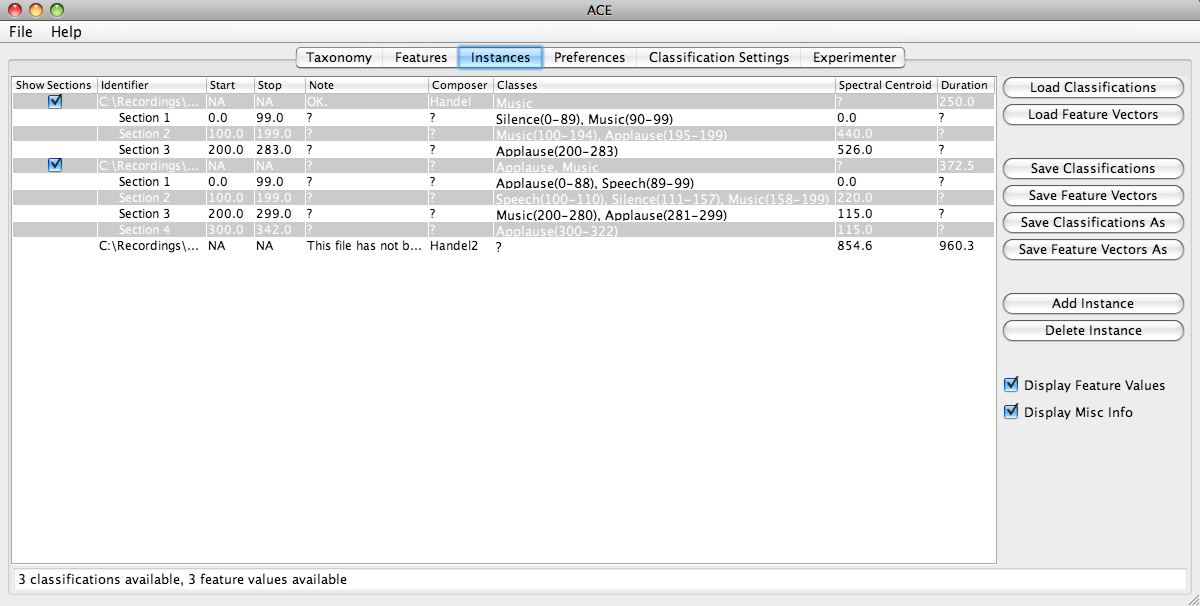 ACE
File Help
Taxonomy Features Instances Preferences Classification Settings Experimenter
Show Sections Identifier Start Stop Note Composer Classes Spectral Centroid Duration
C:\Recordings\... NA NA OK. Handel Music ? 250.0
Section 1 0.0 99.0 ? ? Silence(0-89), Music(90-99) 0.0 ?
Section 2 100.0 199.0 ? ? Music(100-194), Applause(195-199) 440.0 ?
Section 3 200.0 283.0 ? ? Applause(200-283) 526.0 ?
C:\Recordings\... NA NA ? ? Applause, Music ? 372.5
Section 1 0.0 99.0 ? ? Applause(0-88), Speech(89-99) 0.0 ?
Section 2 100.0 199.0 ? ? Speech(100-110), Silence(111-157), Music(158-199) 220.0 ?
Section 3 200.0 299.0 ? ? Music(200-280), Applause(281-299) 115.0 ?
Section 4 300.0 342.0 ? ? Applause(300-322) 115.0 ?
C:\Recordings\... NA NA This file has not b... Handel2 ? 854.6 960.3
Load Classifications
Load Feature Vectors
Save Classifications
Save Feature Vectors
Save Classifications As
Save Feature Vectors As
Add Instance
Delete Instance
Display Feature Values
Display Misc Info
3 classifications available, 3 feature values available